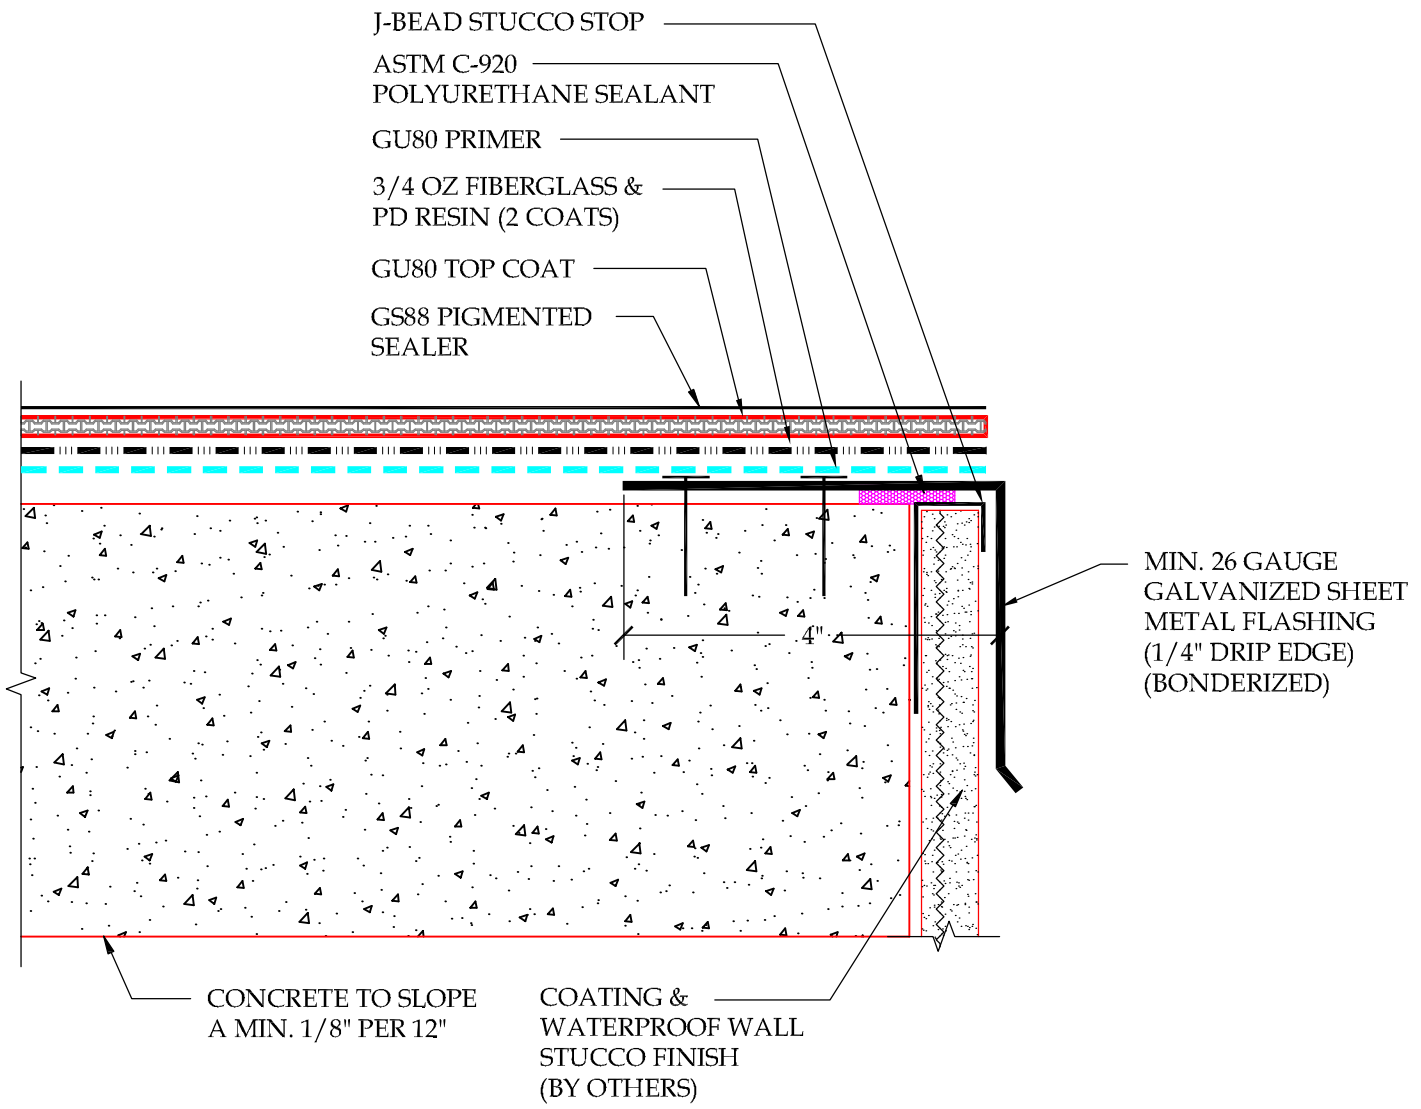 J-BEAD STUCCO STOP
ASTM C-920
POLYURETHANE SEALANT
GU80 PRIMER
3/4 OZ FIBERGLASS &
PD RESIN (2 COATS)
GU80 TOP COAT
GS88 PIGMENTED
SEALER
MIN. 26 GAUGE
GALVANIZED SHEET
METAL FLASHING
(1/4" DRIP EDGE)
(BONDERIZED)
4"
CONCRETE TO SLOPE
A MIN. 1/8" PER 12"
COATING &
WATERPROOF WALL
STUCCO FINISH
(BY OTHERS)